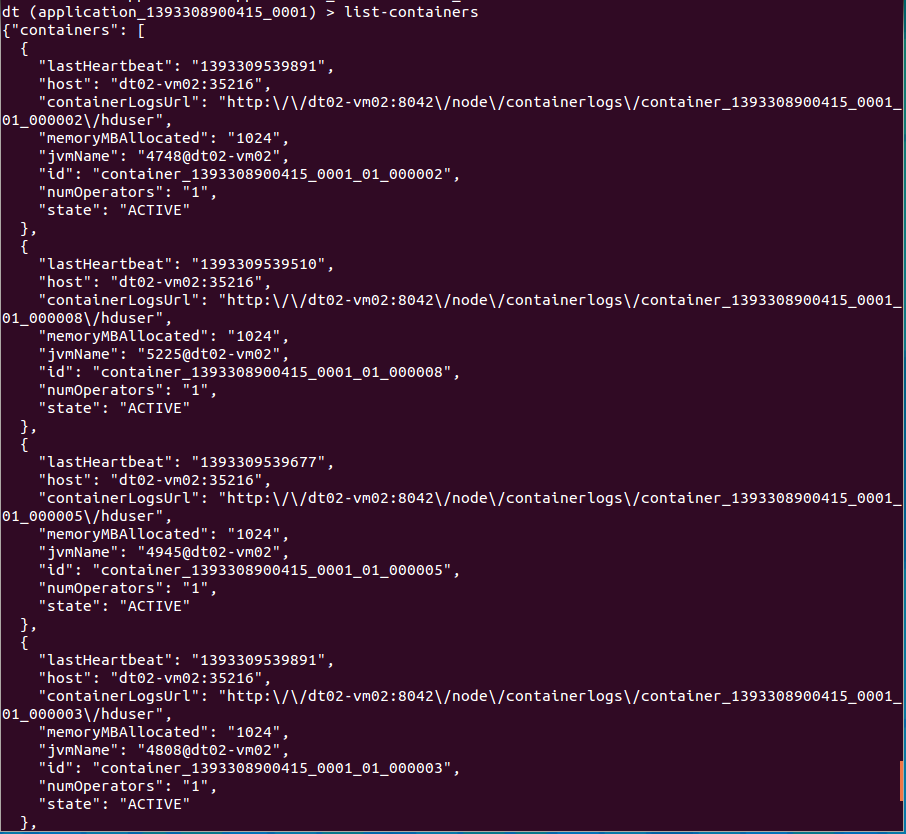 dt (application_1393308900415_0001) > list-containers
{"containers": [
  {
    "lastHeartbeat": "1393309539891",
    "host": "dt02-vm02:35216",
    "containerLogsUrl": "http:\/\/dt02-vm02:8042\/node\/containerlogs\/container_1393308900415_0001_
01_000002\/hduser",
    "memoryMBAllocated": "1024",
    "jvmName": "4748@dt02-vm02",
    "id": "container_1393308900415_0001_01_000002",
    "numOperators": "1",
    "state": "ACTIVE"
  },
  {
    "lastHeartbeat": "1393309539510",
    "host": "dt02-vm02:35216",
    "containerLogsUrl": "http:\/\/dt02-vm02:8042\/node\/containerlogs\/container_1393308900415_0001_
01_000008\/hduser",
    "memoryMBAllocated": "1024",
    "jvmName": "5225@dt02-vm02",
    "id": "container_1393308900415_0001_01_000008",
    "numOperators": "1",
    "state": "ACTIVE"
  },
  {
    "lastHeartbeat": "1393309539677",
    "host": "dt02-vm02:35216",
    "containerLogsUrl": "http:\/\/dt02-vm02:8042\/node\/containerlogs\/container_1393308900415_0001_
01_000005\/hduser",
    "memoryMBAllocated": "1024",
    "jvmName": "4945@dt02-vm02",
    "id": "container_1393308900415_0001_01_000005",
    "numOperators": "1",
    "state": "ACTIVE"
  },
  {
    "lastHeartbeat": "1393309539891",
    "host": "dt02-vm02:35216",
    "containerLogsUrl": "http:\/\/dt02-vm02:8042\/node\/containerlogs\/container_1393308900415_0001_
01_000003\/hduser",
    "memoryMBAllocated": "1024",
    "jvmName": "4808@dt02-vm02",
    "id": "container_1393308900415_0001_01_000003",
    "numOperators": "1",
    "state": "ACTIVE"
  },